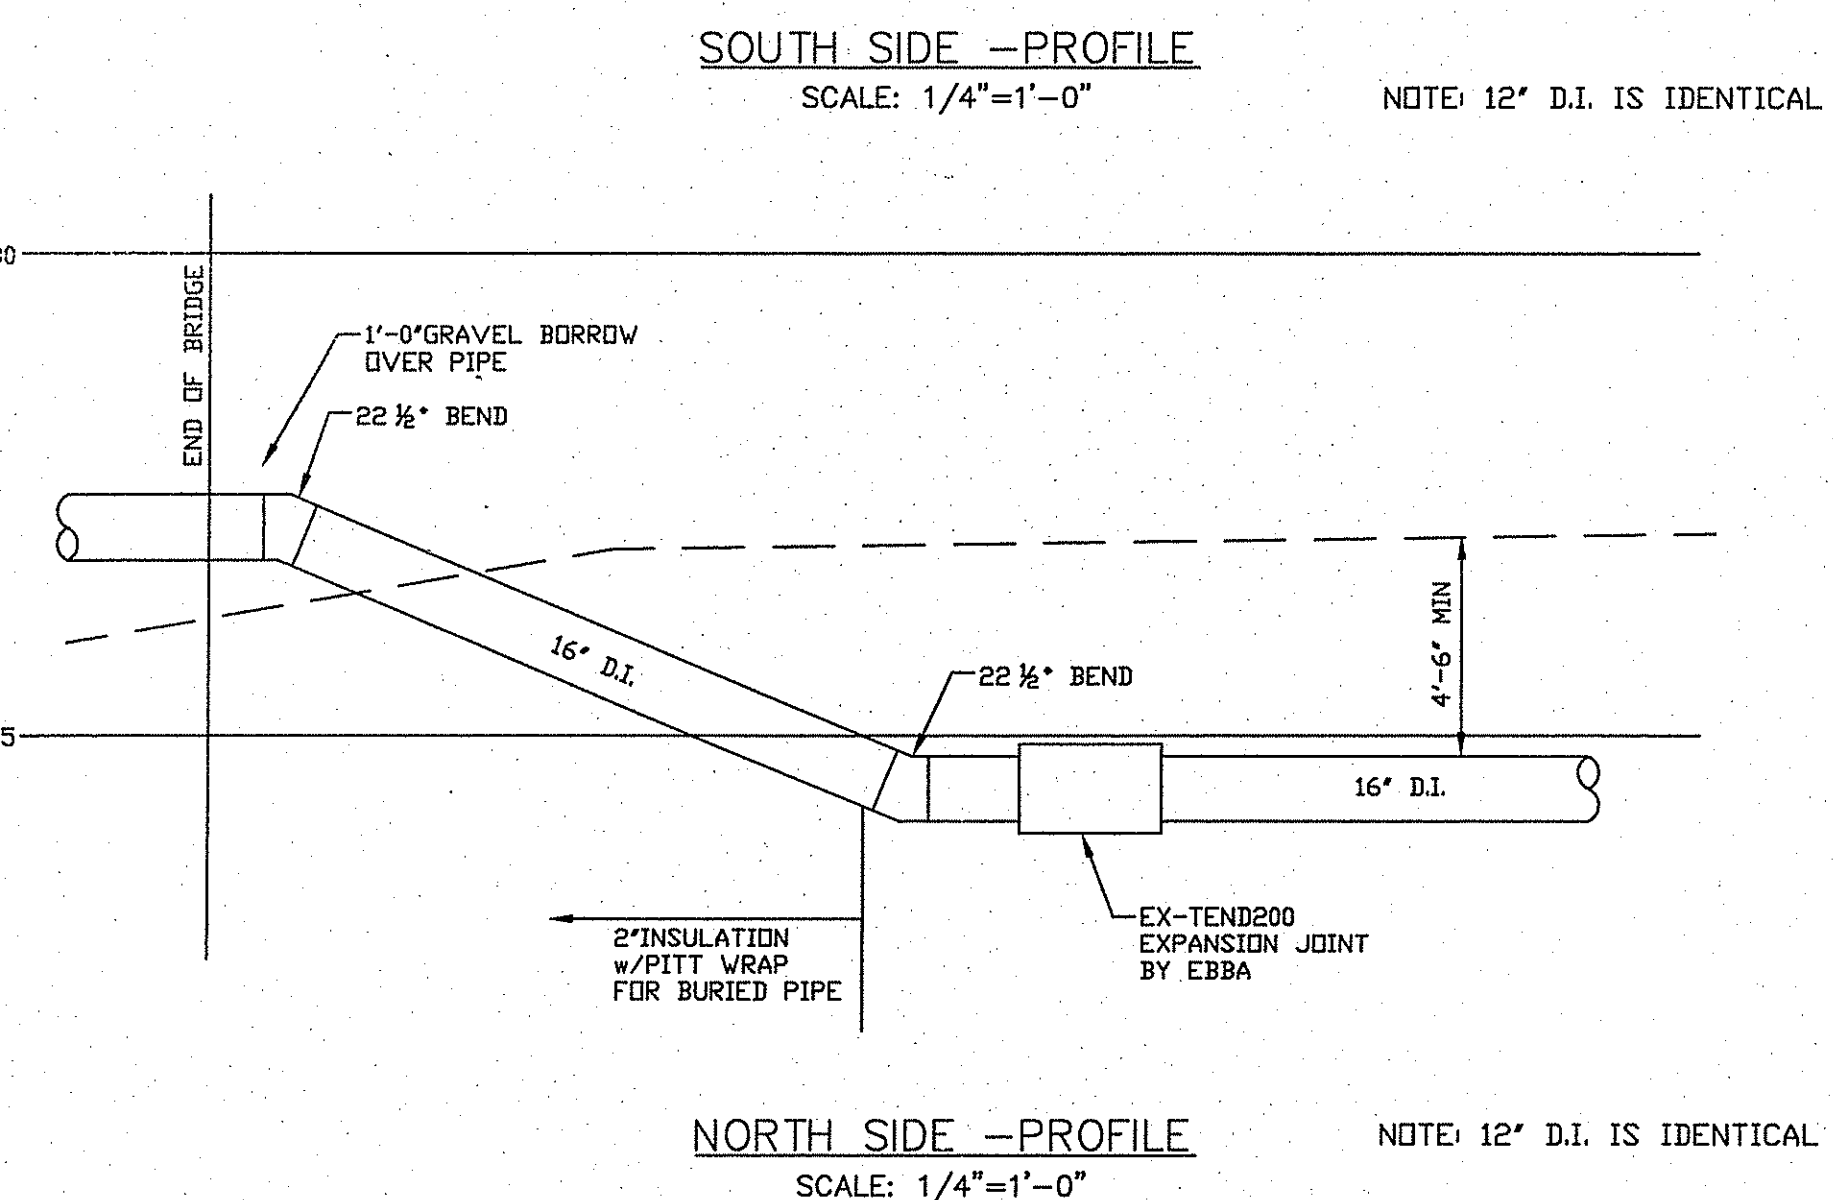 SOUTH SIDE -PROFILE
SCALE: 1/4"=1'-0"
NOTE: 12" D.I. IS IDENTICAL
END OF BRIDGE
1'-0" GRAVEL BORROW
OVER PIPE
22 ½° BEND
16" D.I.
22 ½° BEND
4'-6" MIN
5
16" D.I.
2" INSULATION
w/PITT WRAP
FOR BURIED PIPE
EX-TEND200
EXPANSION JOINT
BY EBBA
NORTH SIDE -PROFILE
NOTE: 12" D.I. IS IDENTICAL
SCALE: 1/4"=1'-0"